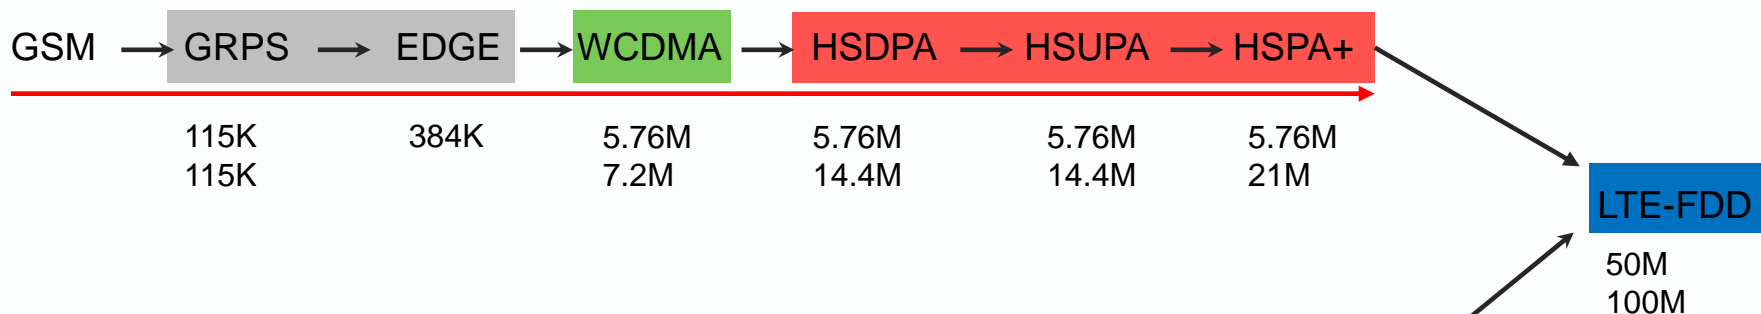 GSM GRPS EDGE WCDMA HSDPA HSUPA HSPA+
115K 384K 5.76M 5.76M 5.76M 5.76M
115K 7.2M 14.4M 14.4M 21M
LTE-FDD
50M
100M